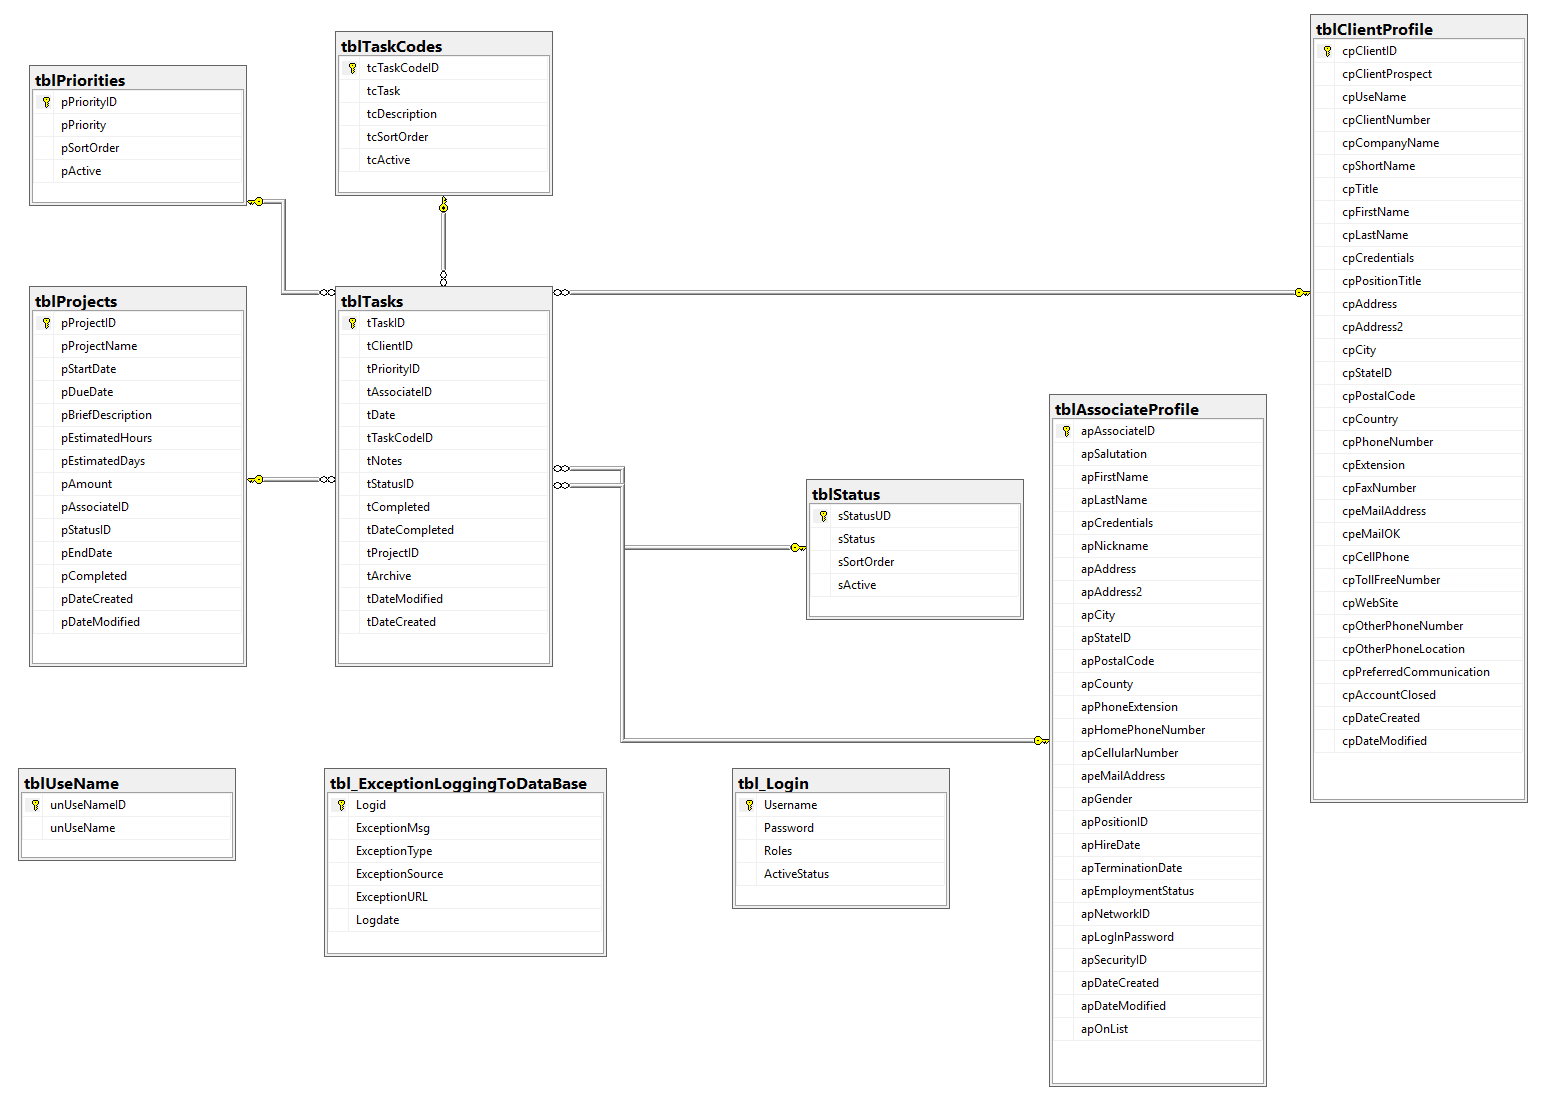 tblPriorities
pPriorityID
pPriority
pSortOrder
pActive
tblTaskCodes
tcTaskCodeID
tcTask
tcDescription
tcSortOrder
tcActive
tblClientProfile
cpClientID
cpClientProspect
cpUseName
cpClientNumber
cpCompanyName
cpShortName
cpTitle
cpFirstName
cpLastName
cpCredentials
cpPositionTitle
cpAddress
cpAddress2
cpCity
cpStateID
cpPostalCode
cpCountry
cpPhoneNumber
cpExtension
cpFaxNumber
cpeMailAddress
cpeMailOK
cpCellPhone
cpTollFreeNumber
cpWebSite
cpOtherPhoneNumber
cpOtherPhoneLocation
cpPreferredCommunication
cpAccountClosed
cpDateCreated
cpDateModified
tblProjects
pProjectID
pProjectName
pStartDate
pDueDate
pBriefDescription
pEstimatedHours
pEstimatedDays
pAmount
pAssociateID
pStatusID
pEndDate
pCompleted
pDateCreated
pDateModified
tblTasks
tTaskID
tClientID
tPriorityID
tAssociateID
tDate
tTaskCodeID
tNotes
tStatusID
tCompleted
tDateCompleted
tProjectID
tArchive
tDateModified
tDateCreated
tblStatus
sStatusUD
sStatus
sSortOrder
sActive
tblAssociateProfile
apAssociateID
apSalutation
apFirstName
apLastName
apCredentials
apNickname
apAddress
apAddress2
apCity
apStateID
apPostalCode
apCounty
apPhoneExtension
apHomePhoneNumber
apCellularNumber
apeMailAddress
apGender
apPositionID
apHireDate
apTerminationDate
apEmploymentStatus
apNetworkID
apLogInPassword
apSecurityID
apDateCreated
apDateModified
apOnList
tblUseName
unUseNameID
unUseName
tbl_ExceptionLoggingToDataBase
Logid
ExceptionMsg
ExceptionType
ExceptionSource
ExceptionURL
Logdate
tbl_Login
Username
Password
Roles
ActiveStatus